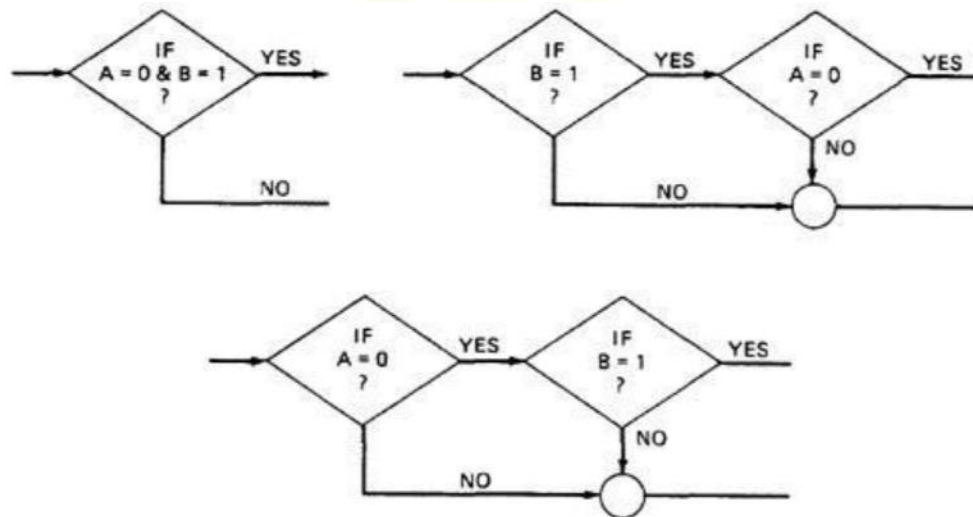 IF
A = 0 & B = 1
?
YES
NO
IF
B = 1
?
YES
NO
IF
A = 0
?
YES
NO
IF
A = 0
?
YES
NO
IF
B = 1
?
YES
NO